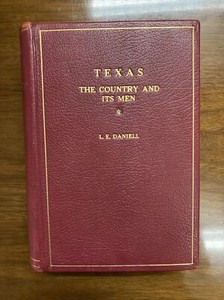 TEXAS
THE COUNTRY AND
ITS MEN
L. E. DANIELL